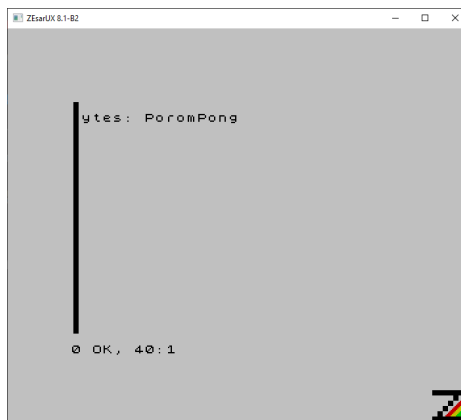 ZEsarUX 8.1-B2
ytes: PoromPong
0 OK, 40:1